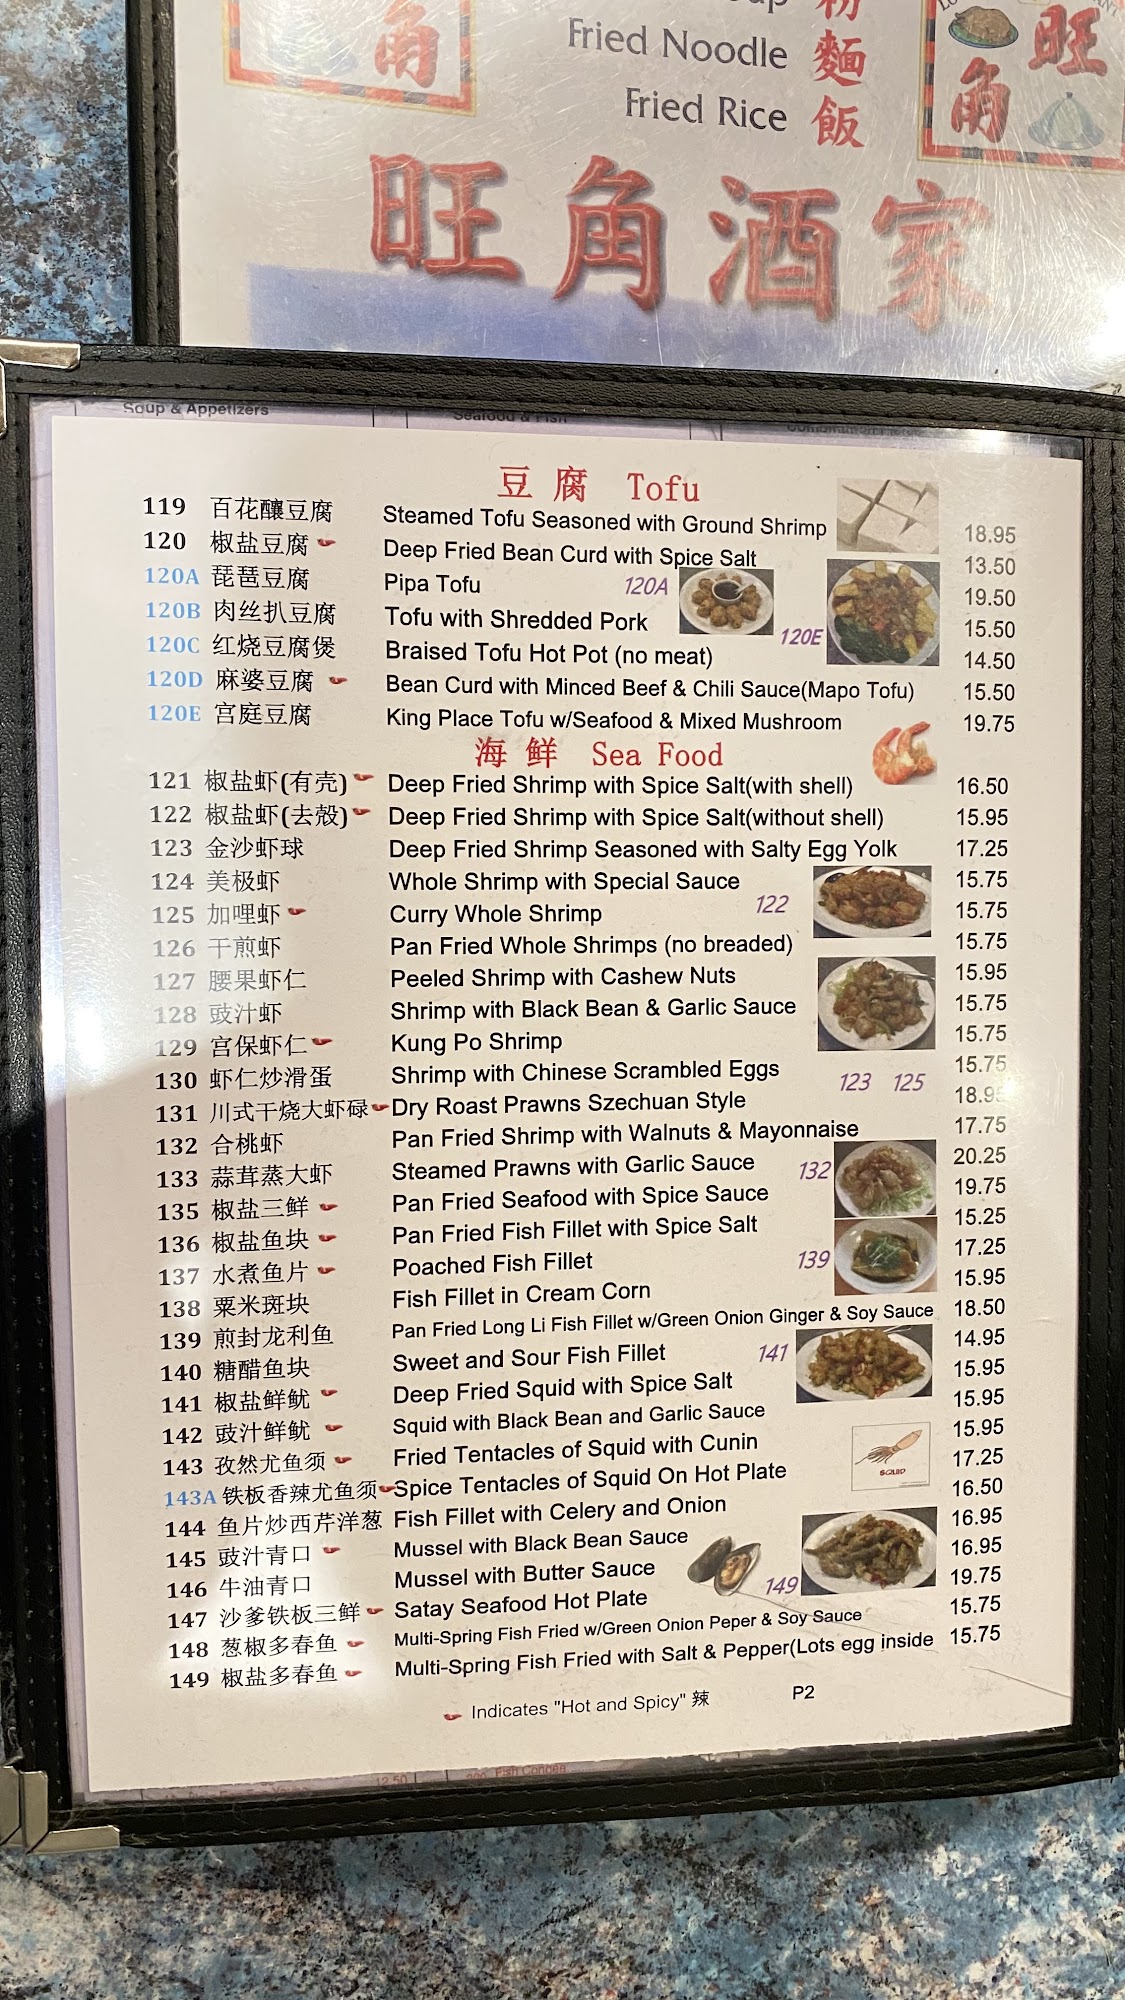 Fried Noodle 麵
Fried Rice 飯
角
旺
角
旺角酒家
Soup & Appetizers
Seafood & Fish
豆腐 Tofu
119 百花釀豆腐 Steamed Tofu Seasoned with Ground Shrimp 18.95
120 椒盐豆腐 Deep Fried Bean Curd with Spice Salt 13.50
120A 琵琶豆腐 Pipa Tofu 120A 19.50
120B 肉丝扒豆腐 Tofu with Shredded Pork 120E 15.50
120C 红烧豆腐煲 Braised Tofu Hot Pot (no meat) 14.50
120D 麻婆豆腐 Bean Curd with Minced Beef & Chili Sauce(Mapo Tofu) 15.50
120E 宫庭豆腐 King Place Tofu w/Seafood & Mixed Mushroom 19.75
海鲜 Sea Food
121 椒盐虾(有壳) Deep Fried Shrimp with Spice Salt(with shell) 16.50
122 椒盐虾(去殼) Deep Fried Shrimp with Spice Salt(without shell) 15.95
123 金沙虾球 Deep Fried Shrimp Seasoned with Salty Egg Yolk 17.25
124 美极虾 Whole Shrimp with Special Sauce 15.75
125 加哩虾 Curry Whole Shrimp 122 15.75
126 干煎虾 Pan Fried Whole Shrimps (no breaded) 15.75
127 腰果虾仁 Peeled Shrimp with Cashew Nuts 15.95
128 豉汁虾 Shrimp with Black Bean & Garlic Sauce 15.75
129 宫保虾仁 Kung Po Shrimp 15.75
130 虾仁炒滑蛋 Shrimp with Chinese Scrambled Eggs 123 125 15.75
131 川式干烧大虾碌 Dry Roast Prawns Szechuan Style 18.95
132 合桃虾 Pan Fried Shrimp with Walnuts & Mayonnaise 17.75
133 蒜茸蒸大虾 Steamed Prawns with Garlic Sauce 132 20.25
135 椒盐三鲜 Pan Fried Seafood with Spice Sauce 19.75
136 椒盐鱼块 Pan Fried Fish Fillet with Spice Salt 15.25
137 水煮鱼片 Poached Fish Fillet 139 17.25
138 粟米斑块 Fish Fillet in Cream Corn 15.95
139 煎封龙利鱼 Pan Fried Long Li Fish Fillet w/Green Onion Ginger & Soy Sauce 18.50
140 糖醋鱼块 Sweet and Sour Fish Fillet 141 14.95
141 椒盐鲜鱿 Deep Fried Squid with Spice Salt 15.95
142 豉汁鲜鱿 Squid with Black Bean and Garlic Sauce 15.95
143 孜然尤鱼须 Fried Tentacles of Squid with Cunin 15.95
SQUID
143A 铁板香辣尤鱼须 Spice Tentacles of Squid On Hot Plate 17.25
144 鱼片炒西芹洋葱 Fish Fillet with Celery and Onion 16.50
145 豉汁青口 Mussel with Black Bean Sauce 16.95
146 牛油青口 Mussel with Butter Sauce 149 16.95
147 沙爹铁板三鲜 Satay Seafood Hot Plate 19.75
148 葱椒多春鱼 Multi-Spring Fish Fried w/Green Onion Peper & Soy Sauce 15.75
149 椒盐多春鱼 Multi-Spring Fish Fried with Salt & Pepper(Lots egg inside 15.75
Indicates "Hot and Spicy" 辣 P2
12.50